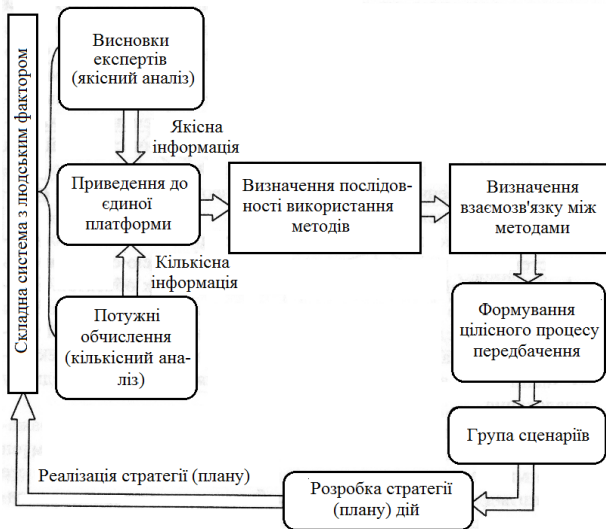 Складна система з людським фактором
Висновки
експертів
(якісний аналіз)
Якісна
інформація
Приведення до
єдиної
платформи
Кількісна
інформація
Потужні
обчислення
(кількісний ана-
ліз)
Визначення послідов-
ності використання
методів
Визначення
взаємозв'язку між
методами
Формування
цілісного процесу
передбачення
Група сценаріїв
Розробка стратегії
(плану) дій
Реалізація стратегії (плану)